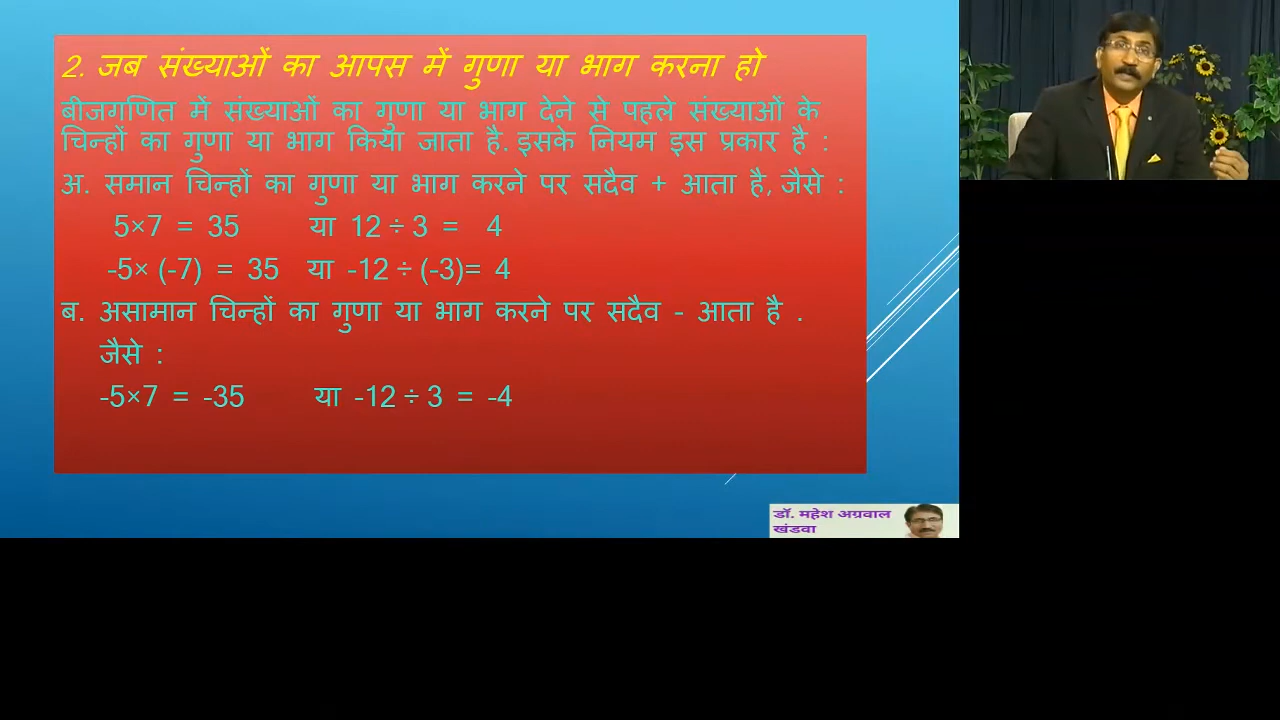 2. जब संख्याओं का आपस में गुणा या भाग करना हो
बीजगणित में संख्याओं का गुणा या भाग देने से पहले संख्याओं के
चिन्हों का गुणा या भाग किया जाता है. इसके नियम इस प्रकार है :
अ. समान चिन्हों का गुणा या भाग करने पर सदैव + आता है, जैसे :
5×7 = 35 या 12 ÷ 3 = 4
-5× (-7) = 35 या -12 ÷ (-3)= 4
ब. असामान चिन्हों का गुणा या भाग करने पर सदैव - आता है .
जैसे :
-5×7 = -35 या -12 ÷ 3 = -4
डॉ. महेश अग्रवाल
खंडवा